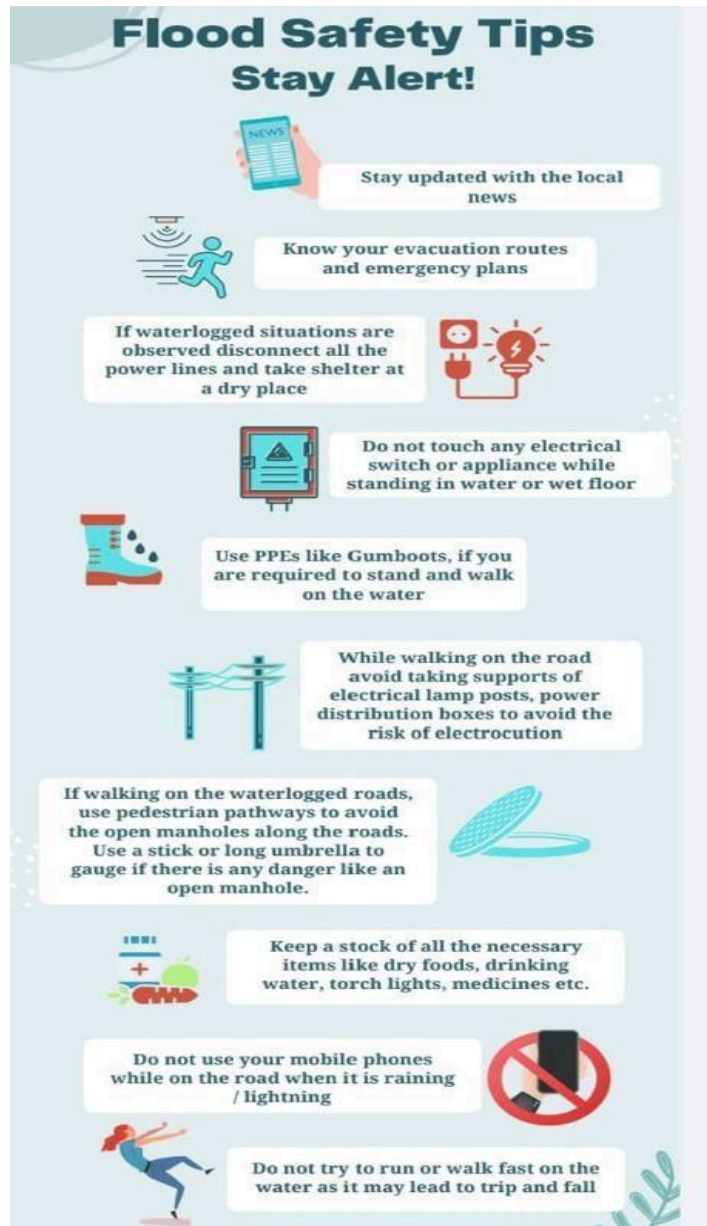 Flood Safety Tips
Stay Alert!
NEWS
Stay updated with the local
news
Know your evacuation routes
and emergency plans
If waterlogged situations are
observed disconnect all the
power lines and take shelter at
a dry place
Do not touch any electrical
switch or appliance while
standing in water or wet floor
Use PPEs like Gumboots, if you
are required to stand and walk
on the water
While walking on the road
avoid taking supports of
electrical lamp posts, power
distribution boxes to avoid the
risk of electrocution
If walking on the waterlogged roads,
use pedestrian pathways to avoid
the open manholes along the roads.
Use a stick or long umbrella to
gauge if there is any danger like an
open manhole.
Keep a stock of all the necessary
items like dry foods, drinking
water, torch lights, medicines etc.
Do not use your mobile phones
while on the road when it is raining
/ lightning
Do not try to run or walk fast on the
water as it may lead to trip and fall